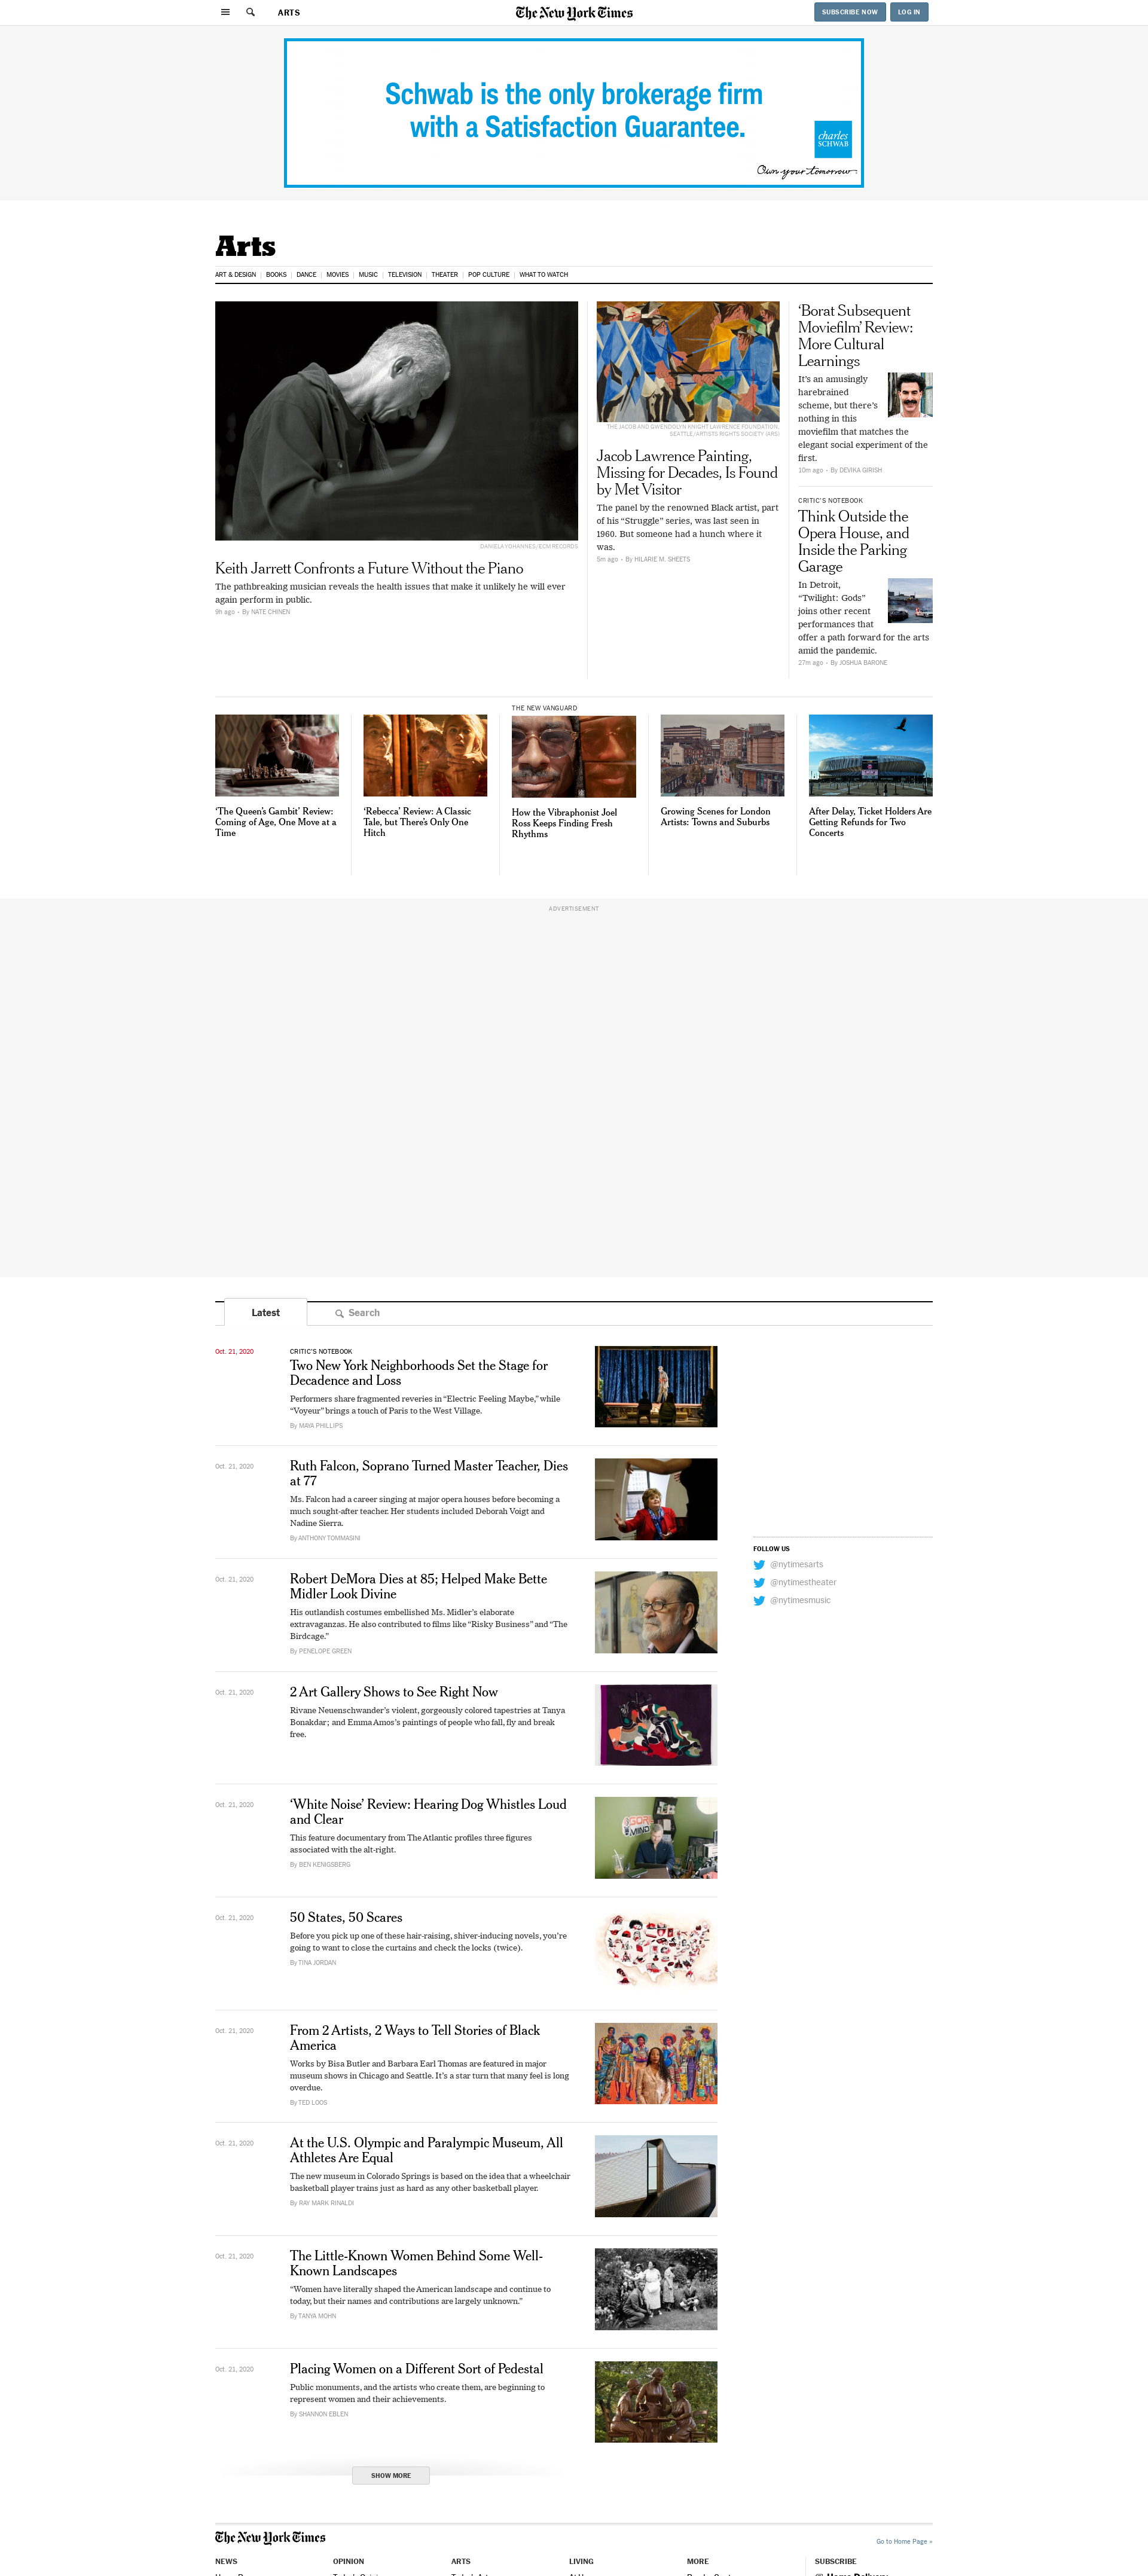 ARTS
The New York Times
SUBSCRIBE NOW
LOG IN
Schwab is the only brokerage firm
with a Satisfaction Guarantee.
charles
SCHWAB
Own your tomorrow
Arts
ART & DESIGN
BOOKS
DANCE
MOVIES
MUSIC
TELEVISION
THEATER
POP CULTURE
WHAT TO WATCH
DANIELA YOHANNES/ECM RECORDS
Keith Jarrett Confronts a Future Without the Piano
The pathbreaking musician reveals the health issues that make it unlikely he will ever
again perform in public.
9h ago • By NATE CHINEN
THE JACOB AND GWENDOLYN KNIGHT LAWRENCE FOUNDATION,
SEATTLE/ARTISTS RIGHTS SOCIETY (ARS)
Jacob Lawrence Painting,
Missing for Decades, Is Found
by Met Visitor
The panel by the renowned Black artist, part
of his “Struggle” series, was last seen in
1960. But someone had a hunch where it
was.
5m ago • By HILARIE M. SHEETS
‘Borat Subsequent
Moviefilm’ Review:
More Cultural
Learnings
It’s an amusingly
harebrained
scheme, but there’s
nothing in this
moviefilm that matches the
elegant social experiment of the
first.
10m ago • By DEVIKA GIRISH
CRITIC’S NOTEBOOK
Think Outside the
Opera House, and
Inside the Parking
Garage
In Detroit,
“Twilight: Gods”
joins other recent
performances that
offer a path forward for the arts
amid the pandemic.
27m ago • By JOSHUA BARONE
‘The Queen’s Gambit’ Review:
Coming of Age, One Move at a
Time
‘Rebecca’ Review: A Classic
Tale, but There’s Only One
Hitch
THE NEW VANGUARD
How the Vibraphonist Joel
Ross Keeps Finding Fresh
Rhythms
Growing Scenes for London
Artists: Towns and Suburbs
After Delay, Ticket Holders Are
Getting Refunds for Two
Concerts
ADVERTISEMENT
Latest
Search
Oct. 21, 2020
CRITIC’S NOTEBOOK
Two New York Neighborhoods Set the Stage for
Decadence and Loss
Performers share fragmented reveries in “Electric Feeling Maybe,” while
“Voyeur” brings a touch of Paris to the West Village.
By MAYA PHILLIPS
Oct. 21, 2020
Ruth Falcon, Soprano Turned Master Teacher, Dies
at 77
Ms. Falcon had a career singing at major opera houses before becoming a
much sought-after teacher. Her students included Deborah Voigt and
Nadine Sierra.
By ANTHONY TOMMASINI
Oct. 21, 2020
Robert DeMora Dies at 85; Helped Make Bette
Midler Look Divine
His outlandish costumes embellished Ms. Midler’s elaborate
extravaganzas. He also contributed to films like “Risky Business” and “The
Birdcage.”
By PENELOPE GREEN
Oct. 21, 2020
2 Art Gallery Shows to See Right Now
Rivane Neuenschwander’s violent, gorgeously colored tapestries at Tanya
Bonakdar; and Emma Amos’s paintings of people who fall, fly and break
free.
Oct. 21, 2020
‘White Noise’ Review: Hearing Dog Whistles Loud
and Clear
This feature documentary from The Atlantic profiles three figures
associated with the alt-right.
By BEN KENIGSBERG
Oct. 21, 2020
50 States, 50 Scares
Before you pick up one of these hair-raising, shiver-inducing novels, you’re
going to want to close the curtains and check the locks (twice).
By TINA JORDAN
Oct. 21, 2020
From 2 Artists, 2 Ways to Tell Stories of Black
America
Works by Bisa Butler and Barbara Earl Thomas are featured in major
museum shows in Chicago and Seattle. It’s a star turn that many feel is long
overdue.
By TED LOOS
Oct. 21, 2020
At the U.S. Olympic and Paralympic Museum, All
Athletes Are Equal
The new museum in Colorado Springs is based on the idea that a wheelchair
basketball player trains just as hard as any other basketball player.
By RAY MARK RINALDI
Oct. 21, 2020
The Little-Known Women Behind Some Well-
Known Landscapes
“Women have literally shaped the American landscape and continue to
today, but their names and contributions are largely unknown.”
By TANYA MOHN
Oct. 21, 2020
Placing Women on a Different Sort of Pedestal
Public monuments, and the artists who create them, are beginning to
represent women and their achievements.
By SHANNON EBLEN
SHOW MORE
FOLLOW US
@nytimesarts
@nytimestheater
@nytimesmusic
The New York Times
Go to Home Page »
NEWS
OPINION
ARTS
LIVING
MORE
SUBSCRIBE